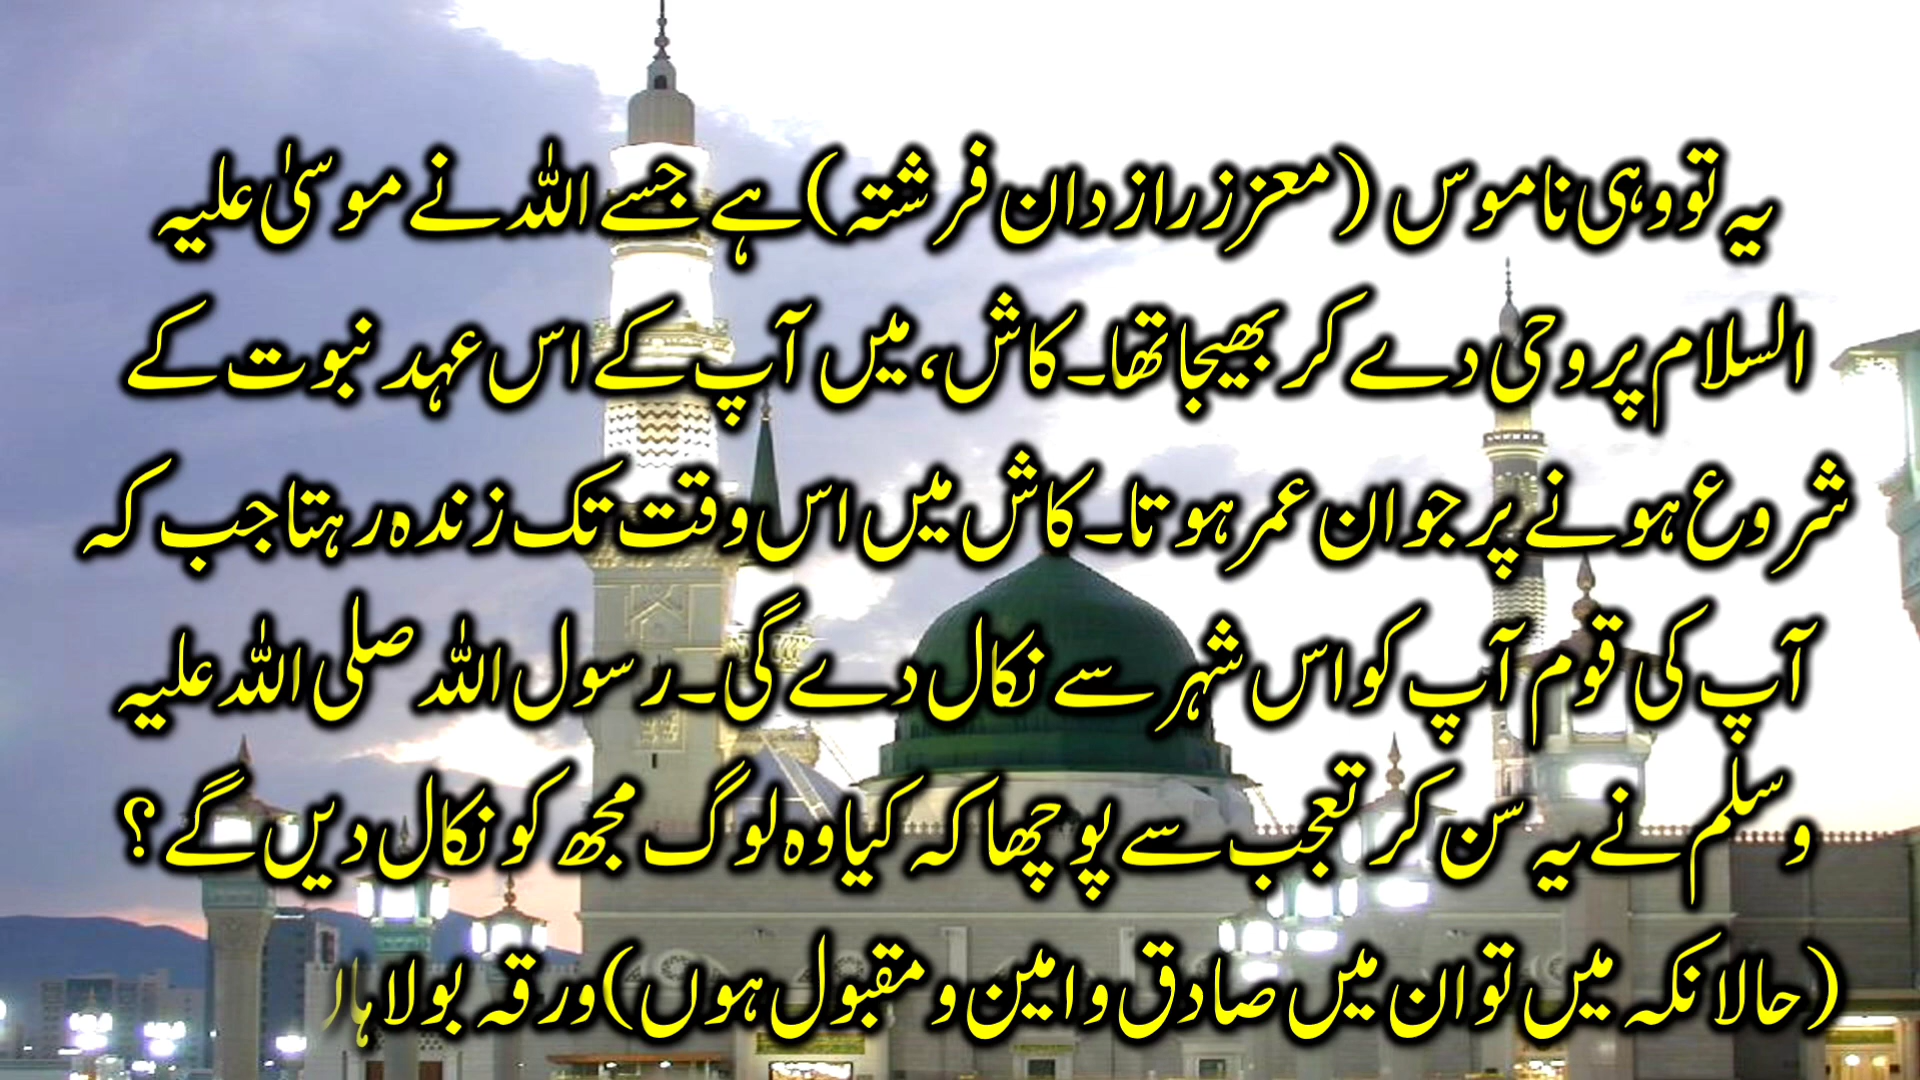 یہ تو وہی ناموس (معزز راز دان فرشتہ) ہے جسے اللہ نے موسیٰ علیہ
السلام پر وحی دے کر بھیجا تھا۔ کاش، میں آپ کے اس عہد نبوت کے
شروع ہونے پر جوان عمر ہوتا۔ کاش میں اس وقت تک زندہ رہتا جب کہ
آپ کی قوم آپ کو اس شہر سے نکال دے گی۔ رسول اللہ صلی اللہ علیہ
وسلم نے یہ سن کر تعجب سے پوچھا کہ کیا وہ لوگ مجھ کو نکال دیں گے؟
(حالانکہ میں تو ان میں صادق و امین و مقبول ہوں) ورقہ بولا ہاں